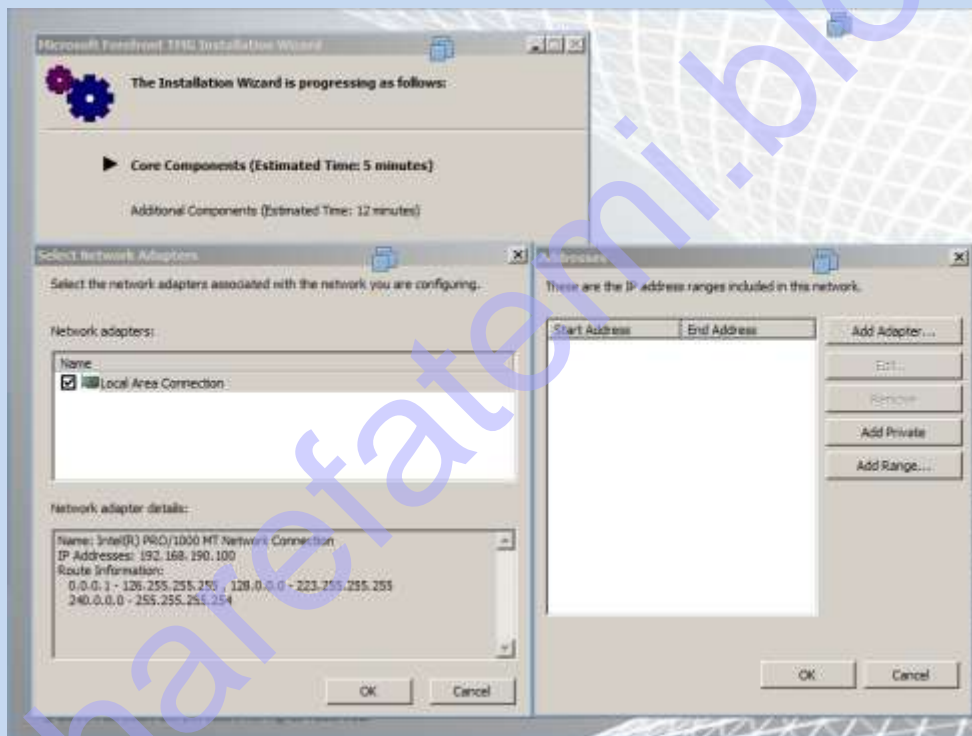 Microsoft Forefront TMG Installation Wizard
The Installation Wizard is progressing as follows:
Core Components (Estimated Time: 5 minutes)
Additional Components (Estimated Time: 12 minutes)
Select Network Adapters
Select the network adapters associated with the network you are configuring.
Network adapters:
Name
Local Area Connection
Network adapter details:
Name: Intel(R) PRO/1000 MT Network Connection
IP Addresses: 192.168.190.100
Route Information:
0.0.0.1 - 126.255.255.255 , 128.0.0.0 - 223.255.255.255
240.0.0.0 - 255.255.255.254
OK Cancel
Addresses
These are the IP address ranges included in this network.
Start Address End Address
Add Adapter...
Edit...
Remove
Add Private
Add Range...
OK Cancel
harefatemi.blo